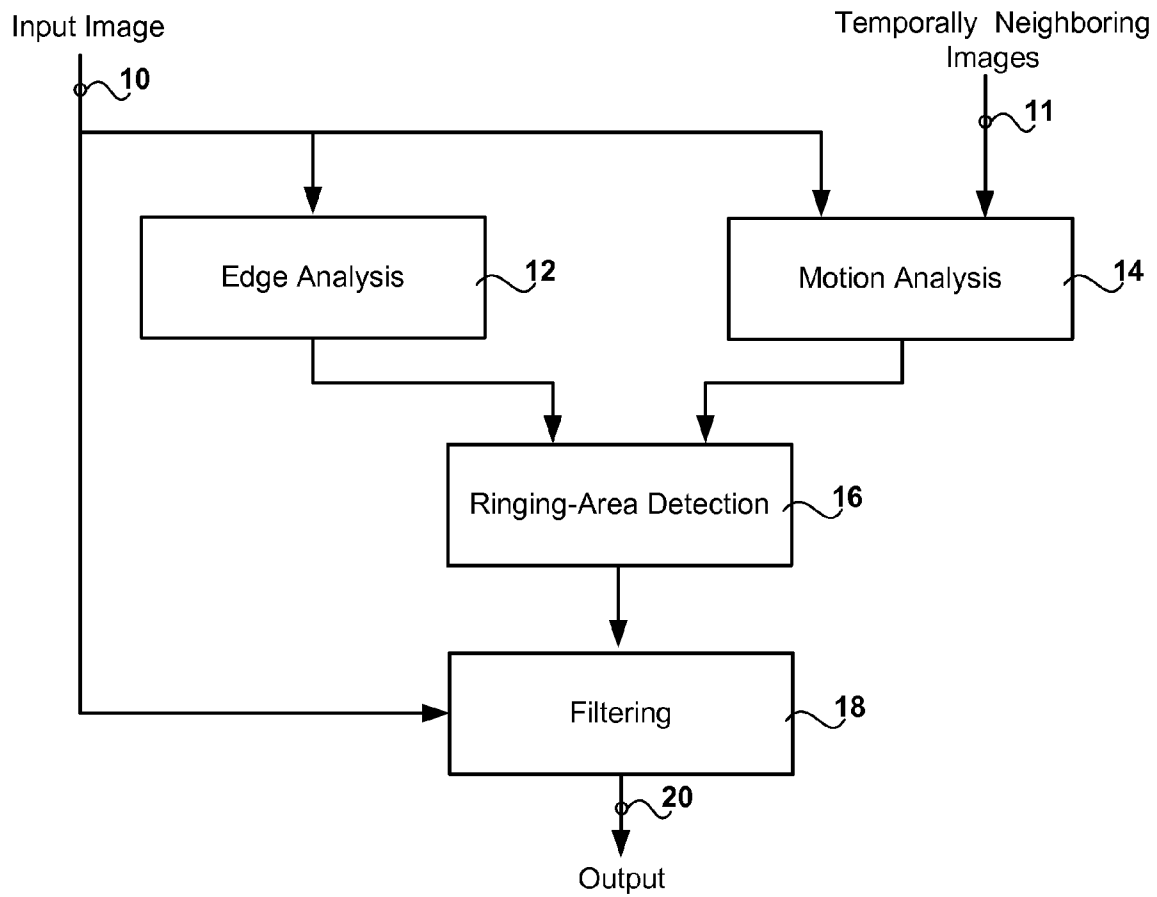 Input Image
Temporally Neighboring
Images
10
11
Edge Analysis
12
Motion Analysis
14
Ringing-Area Detection
16
Filtering
18
20
Output